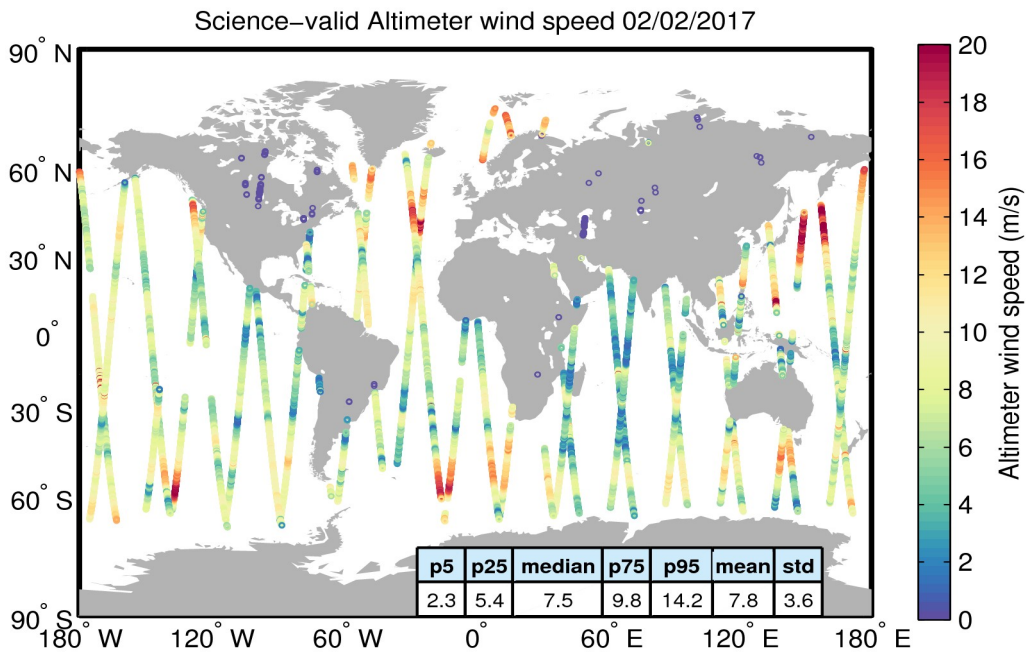 Science−valid Altimeter wind speed 02/02/2017
90° N
60° N
30° N
0°
30° S
60° S
90° S
180° W
120° W
60° W
0°
60° E
120° E
180° E
p5 p25 median p75 p95 mean std
2.3 5.4 7.5 9.8 14.2 7.8 3.6
20
18
16
14
12
10
8
6
4
2
0
Altimeter wind speed (m/s)